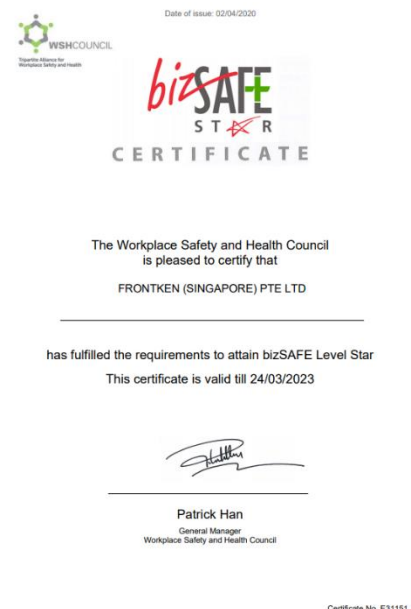 Date of issue: 02/04/2020
WSHCOUNCIL
Tripartite Alliance for
Workplace Safety and Health
bizSAFE
STAR
CERTIFICATE
The Workplace Safety and Health Council
is pleased to certify that
FRONTKEN (SINGAPORE) PTE LTD
has fulfilled the requirements to attain bizSAFE Level Star
This certificate is valid till 24/03/2023
Patrick Han
General Manager
Workplace Safety and Health Council
Certificate No. E31151